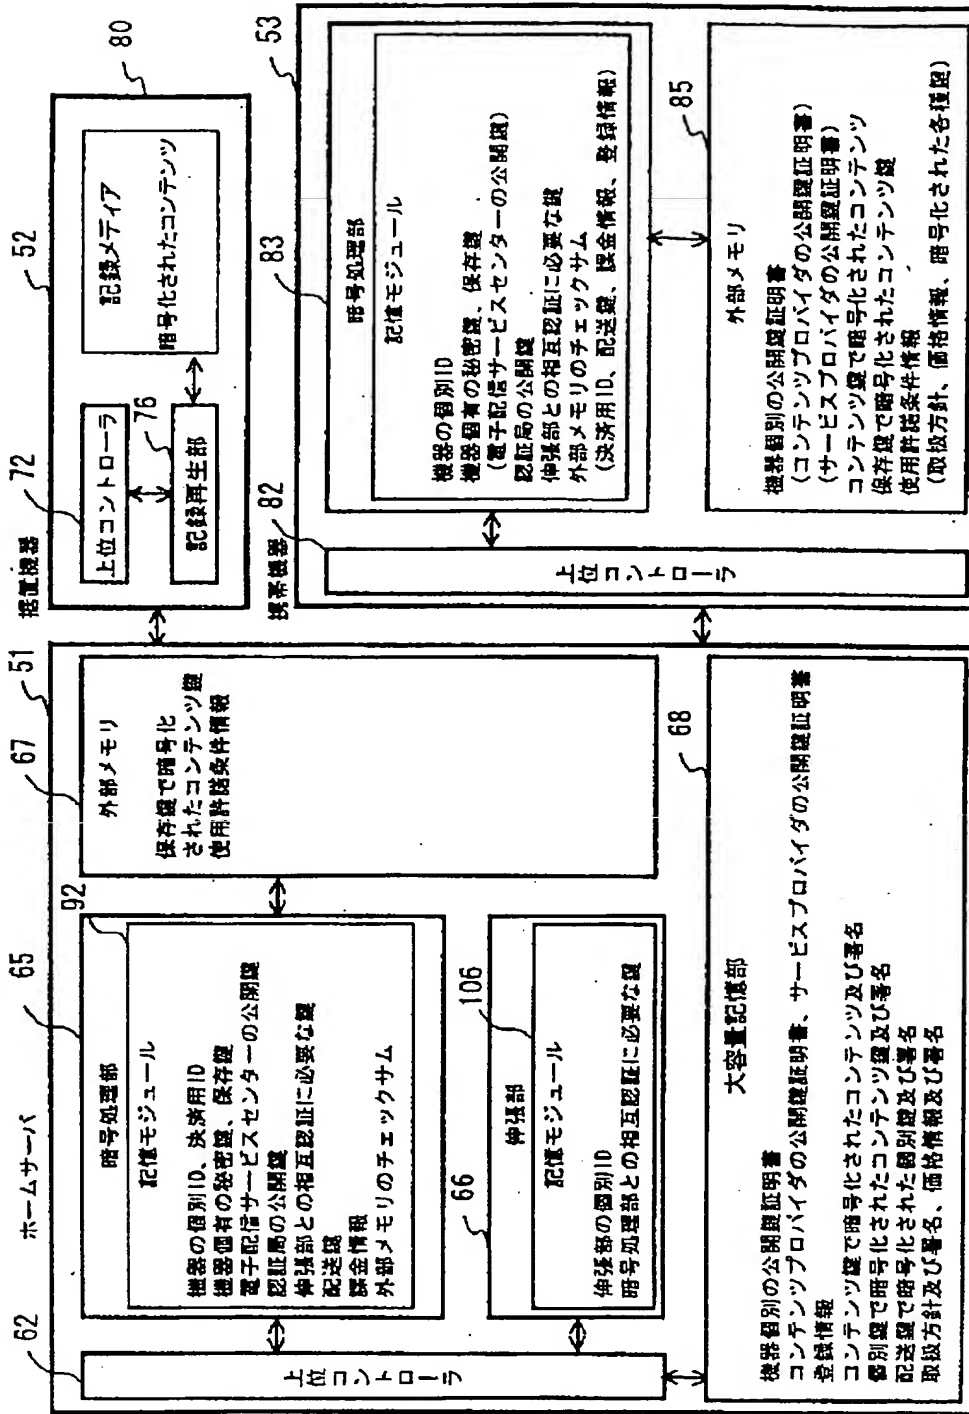 ホームサーバ
51
62
上位コントローラ
65
暗号処理部
92
記憶モジュール
機器の個別ID、決済用ID
機器個有の秘密鍵、保存鍵
電子配信サービスセンターの公開鍵
認証局の公開鍵
伸張部との相互認証に必要な鍵
配送鍵
課金情報
外部メモリのチェックサム
66
伸張部
106
記憶モジュール
伸張部の個別ID
暗号処理部との相互認証に必要な鍵
67
外部メモリ
保存鍵で暗号化
されたコンテンツ鍵
使用許諾条件情報
68
大容量記憶部
機器個別の公開鍵証明書
コンテンツプロバイダの公開鍵証明書、サービスプロバイダの公開鍵証明書
登録情報
コンテンツ鍵で暗号化されたコンテンツ及び署名
個別鍵で暗号化されたコンテンツ鍵及び署名
配送鍵で暗号化された個別鍵及び署名
取扱方針及び署名、価格情報及び署名
据置機器
52
72
上位コントローラ
76
記録再生部
80
記録メディア
暗号化されたコンテンツ
携帯機器
53
82
上位コントローラ
83
暗号処理部
記憶モジュール
機器の個別ID
機器個有の秘密鍵、保存鍵
(電子配信サービスセンターの公開鍵)
認証局の公開鍵
伸張部との相互認証に必要な鍵
外部メモリのチェックサム
(決済用ID、配送鍵、課金情報、登録情報)
85
外部メモリ
機器個別の公開鍵証明書
(コンテンツプロバイダの公開鍵証明書)
(サービスプロバイダの公開鍵証明書)
コンテンツ鍵で暗号化されたコンテンツ
保存鍵で暗号化されたコンテンツ鍵
使用許諾条件情報
(取扱方針、価格情報、暗号化された各種鍵)